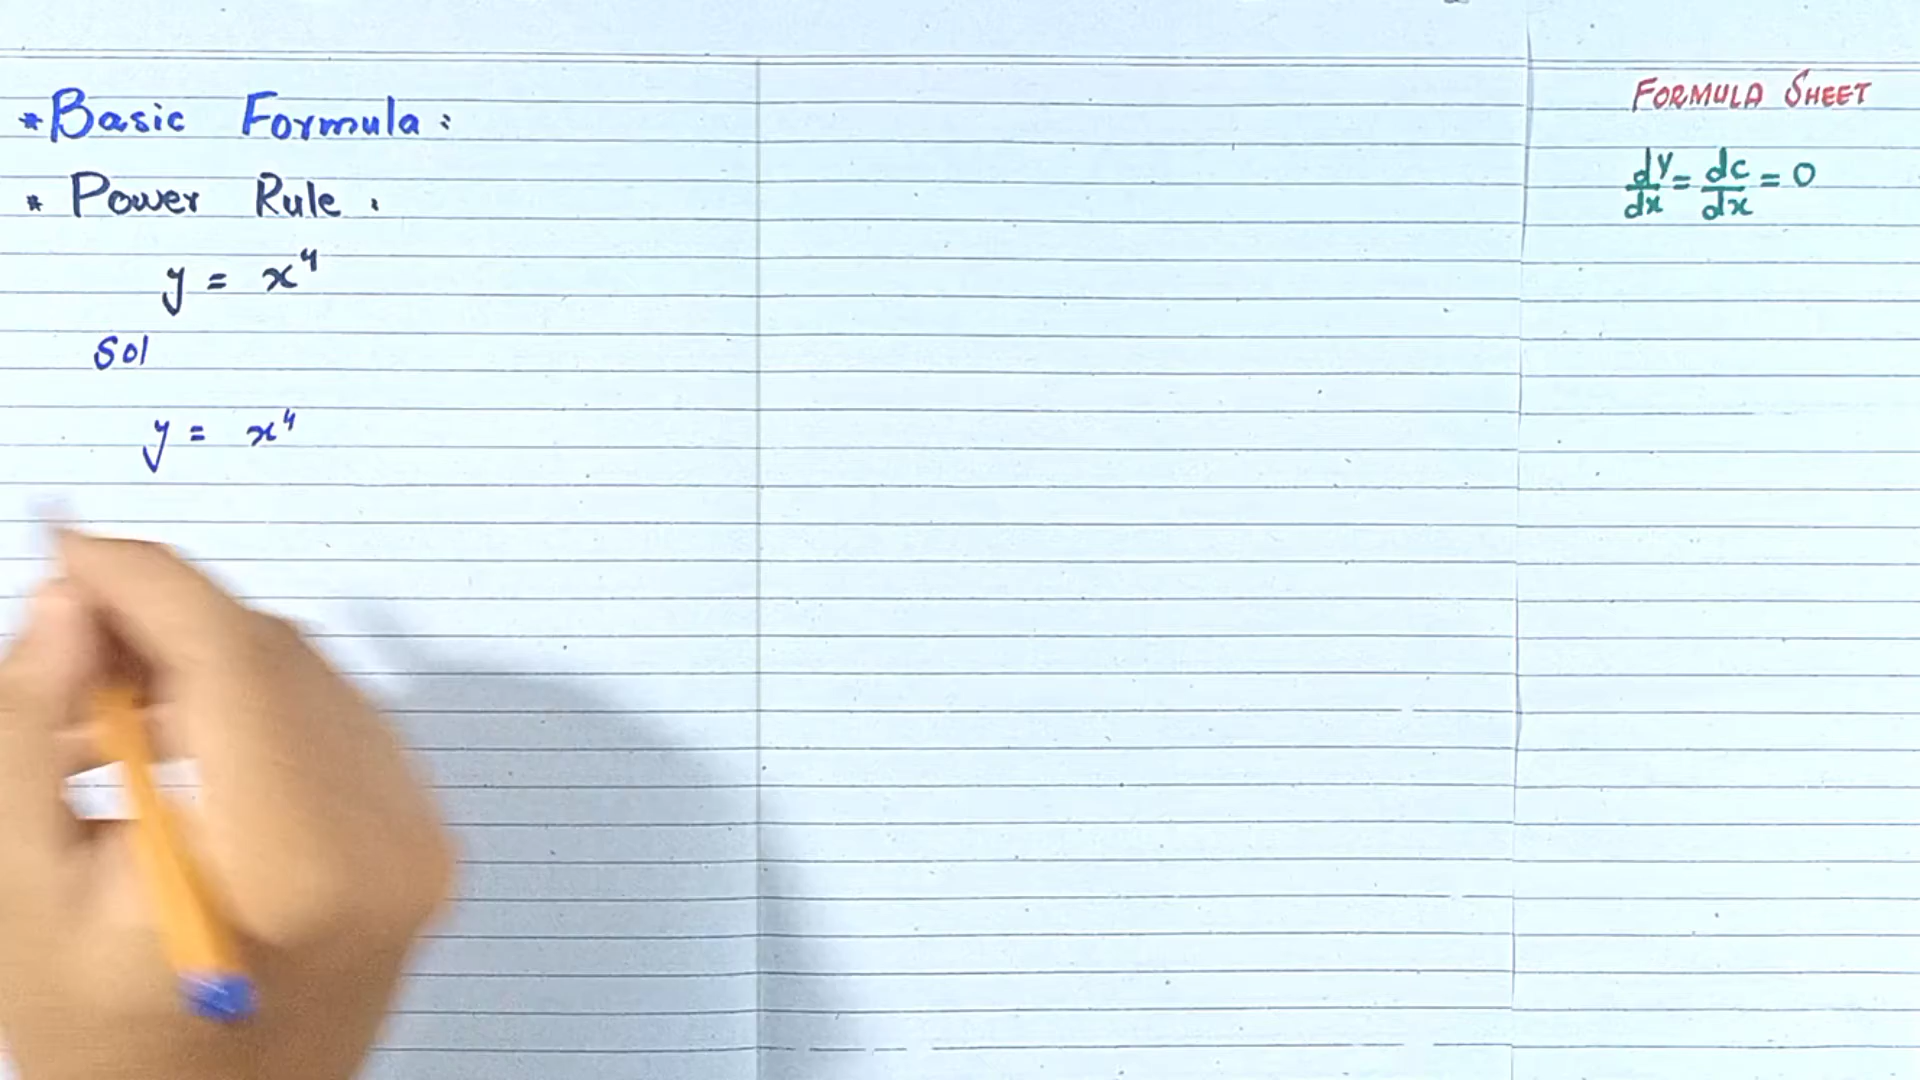 * Basic Formula :
* Power Rule :
y = x⁴
Sol
y = x⁴
FORMULA SHEET
dy/dx = dc/dx = 0